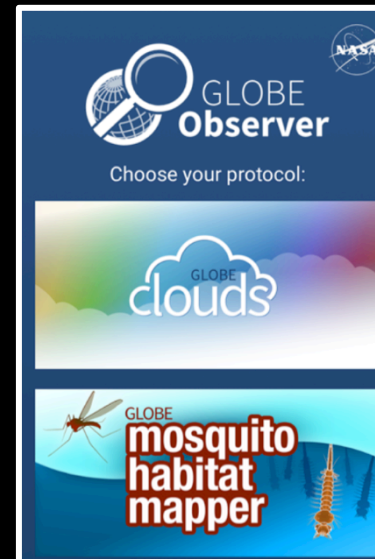 NASA
GLOBE
Observer
Choose your protocol:
GLOBE
clouds
GLOBE
mosquito
habitat
mapper